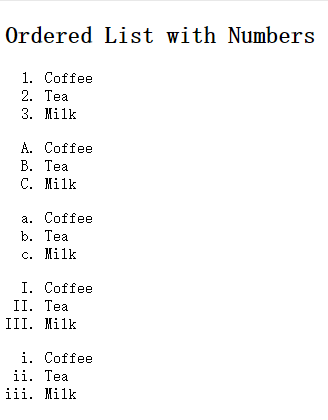 Ordered List with Numbers
1. Coffee
2. Tea
3. Milk
A. Coffee
B. Tea
C. Milk
a. Coffee
b. Tea
c. Milk
I. Coffee
II. Tea
III. Milk
i. Coffee
ii. Tea
iii. Milk